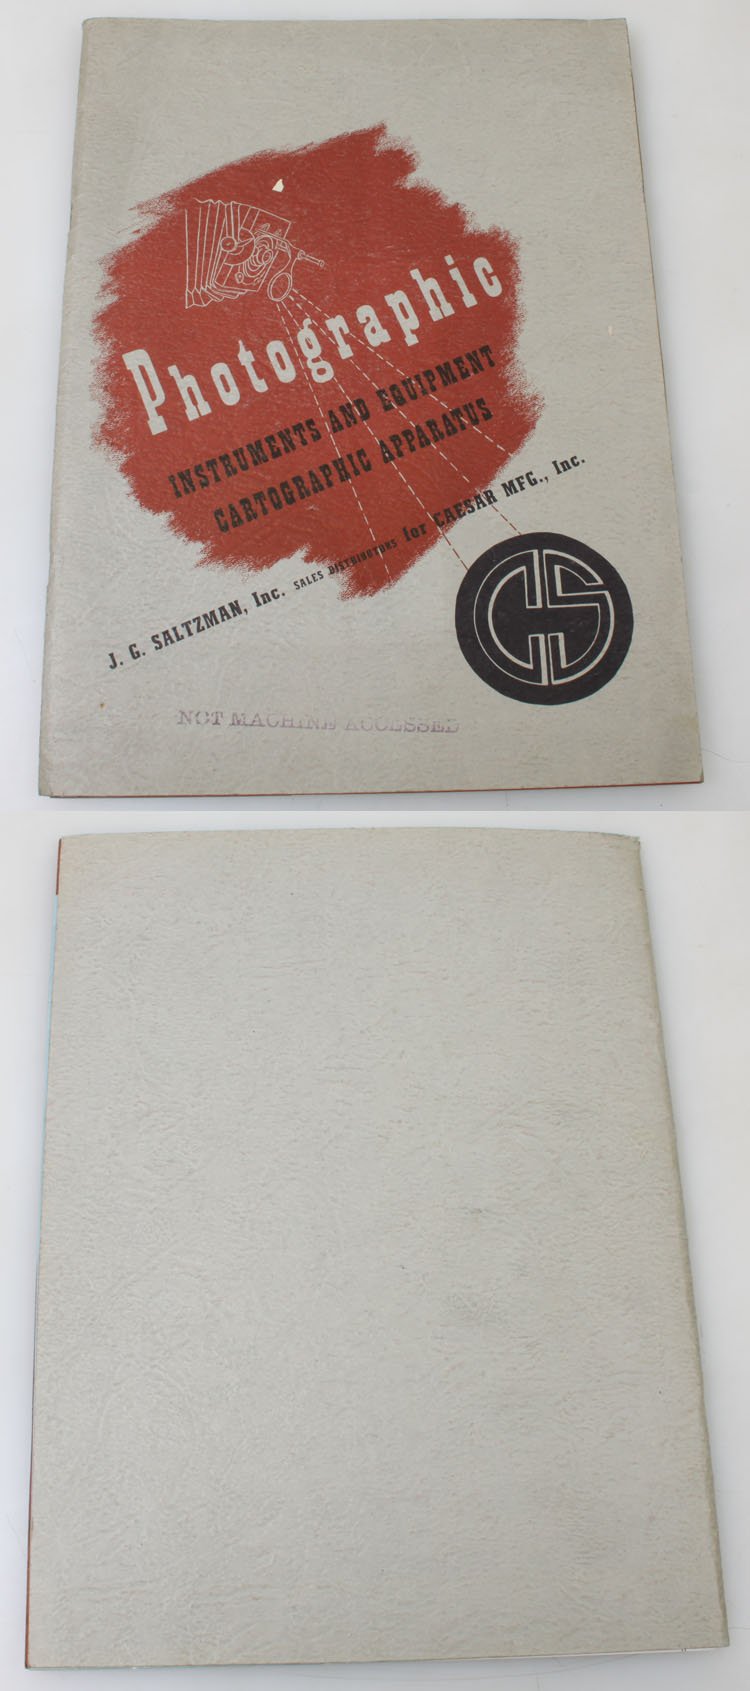 Photographic
INSTRUMENTS AND EQUIPMENT
CARTOGRAPHIC APPARATUS
J. G. SALTZMAN, Inc. SALES DISTRIBUTORS for CAESAR MFG., Inc.
CS
NOT MACHINE ACCESSED